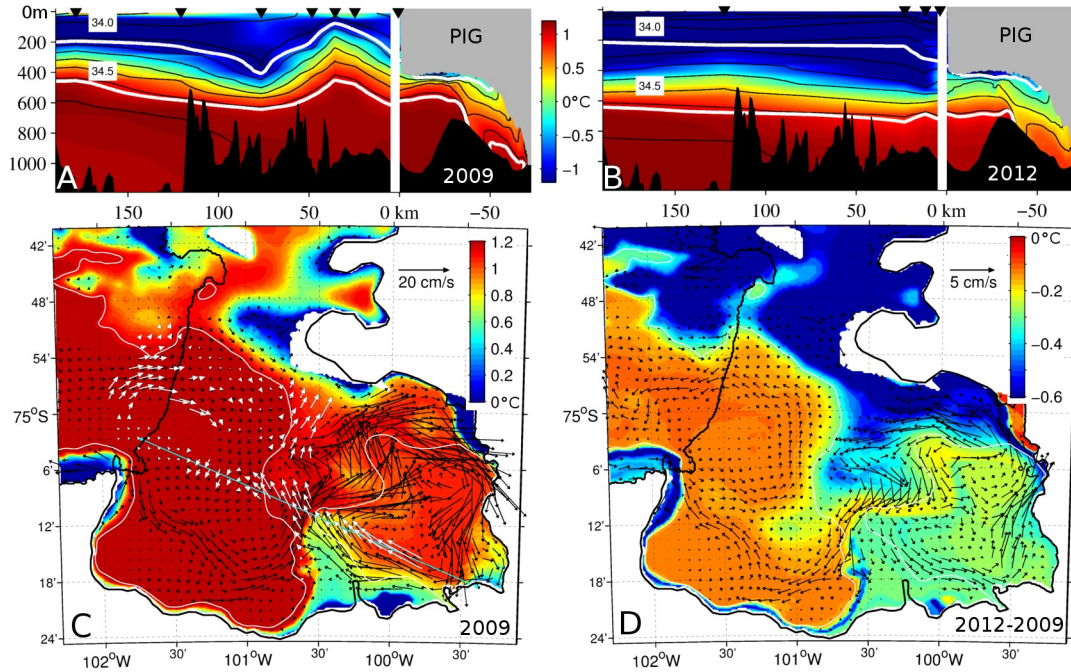 0m
200
400
600
800
1000
34.0
34.5
A
PIG
2009
1
0.5
0°C
−0.5
−1
34.0
34.5
B
PIG
2012
150
100
50
0 km
−50
150
100
50
0 km
−50
42'
48'
54'
75°S
6'
12'
18'
24'
1.2
1
0.8
0.6
0.4
0.2
0°C
20 cm/s
C
2009
102°W
30'
101°W
30'
100°W
30'
42'
48'
54'
75°S
6'
12'
18'
24'
0°C
−0.2
−0.4
−0.6
5 cm/s
°C
D
2012-2009
102°W
30'
101°W
30'
100°W
30'